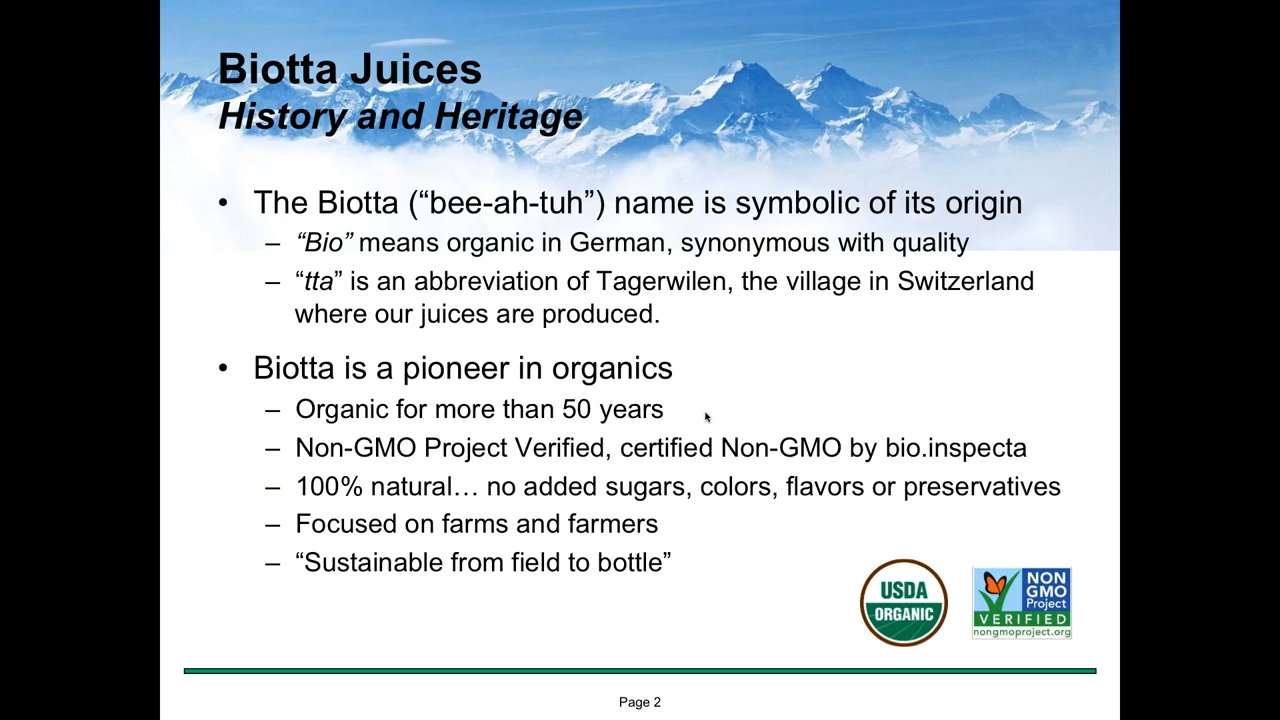 Biotta Juices
History and Heritage
• The Biotta (“bee-ah-tuh”) name is symbolic of its origin
– “Bio” means organic in German, synonymous with quality
– “tta” is an abbreviation of Tagerwilen, the village in Switzerland
where our juices are produced.
• Biotta is a pioneer in organics
– Organic for more than 50 years
– Non-GMO Project Verified, certified Non-GMO by bio.inspecta
– 100% natural… no added sugars, colors, flavors or preservatives
– Focused on farms and farmers
– “Sustainable from field to bottle”
USDA
ORGANIC
NON
GMO
Project
VERIFIED
nongmoproject.org
Page 2